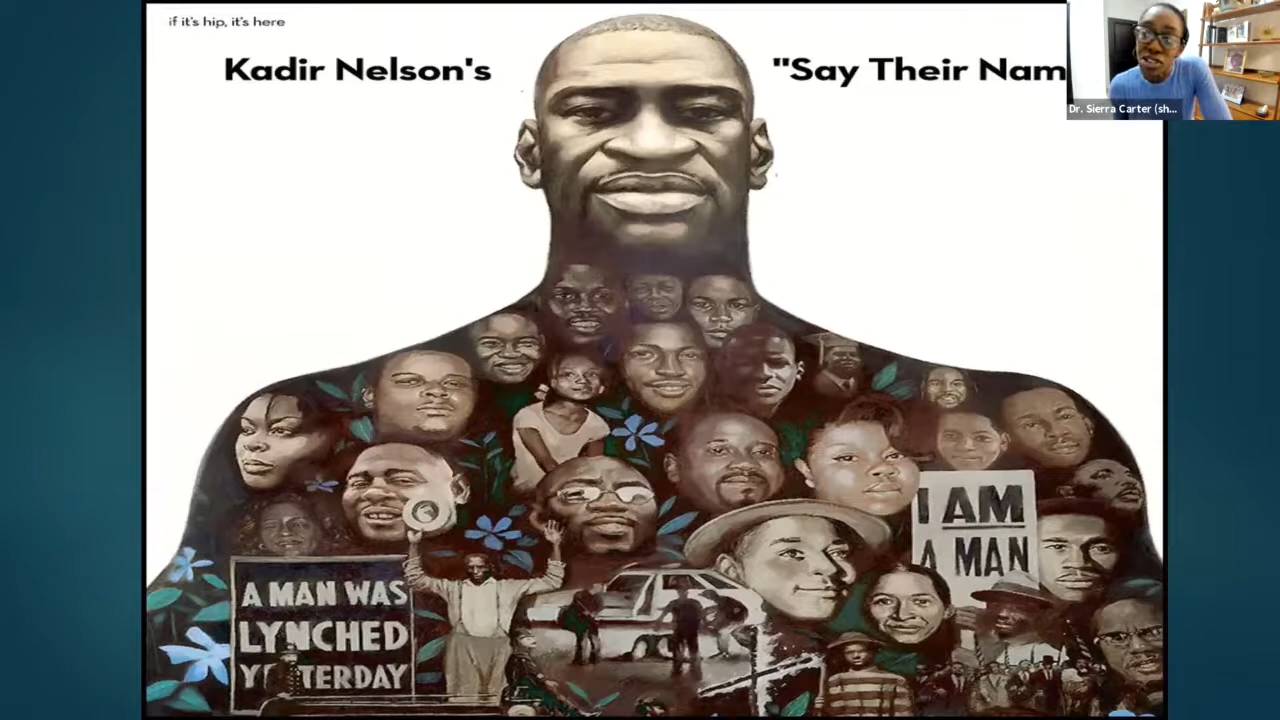 if it's hip, it's here
Kadir Nelson's
"Say Their Nam
Dr. Sierra Carter (sh...
I AM
A MAN
A MAN WAS
LYNCHED
YESTERDAY